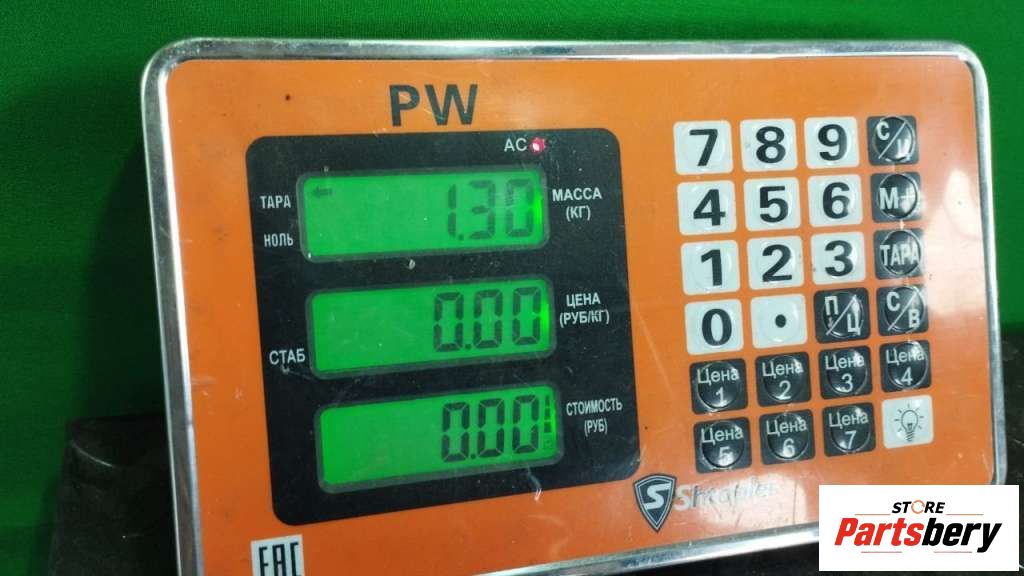 PW
AC
ТАРА
НОЛЬ
1.30
МАССА
(КГ)
0.00
ЦЕНА
(РУБ/КГ)
СТАБ
0.00
СТОИМОСТЬ
(РУБ)
7 8 9 С/Ц
4 5 6 М+
1 2 3 ТАРА
0 . П/Ц С/В
Цена 1 Цена 2 Цена 3 Цена 4
Цена 5 Цена 6 Цена 7
S
EAC
STORE
Partsbery